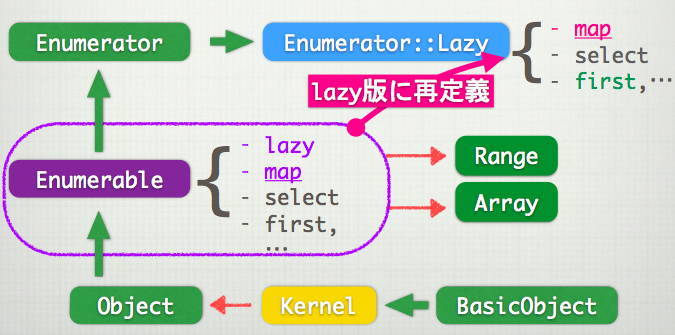 Enumerator
Enumerator::Lazy
{
- map
- select
- first,…
lazy版に再定義
Enumerable
{
- lazy
- map
- select
- first,
…
Range
Array
Object
Kernel
BasicObject